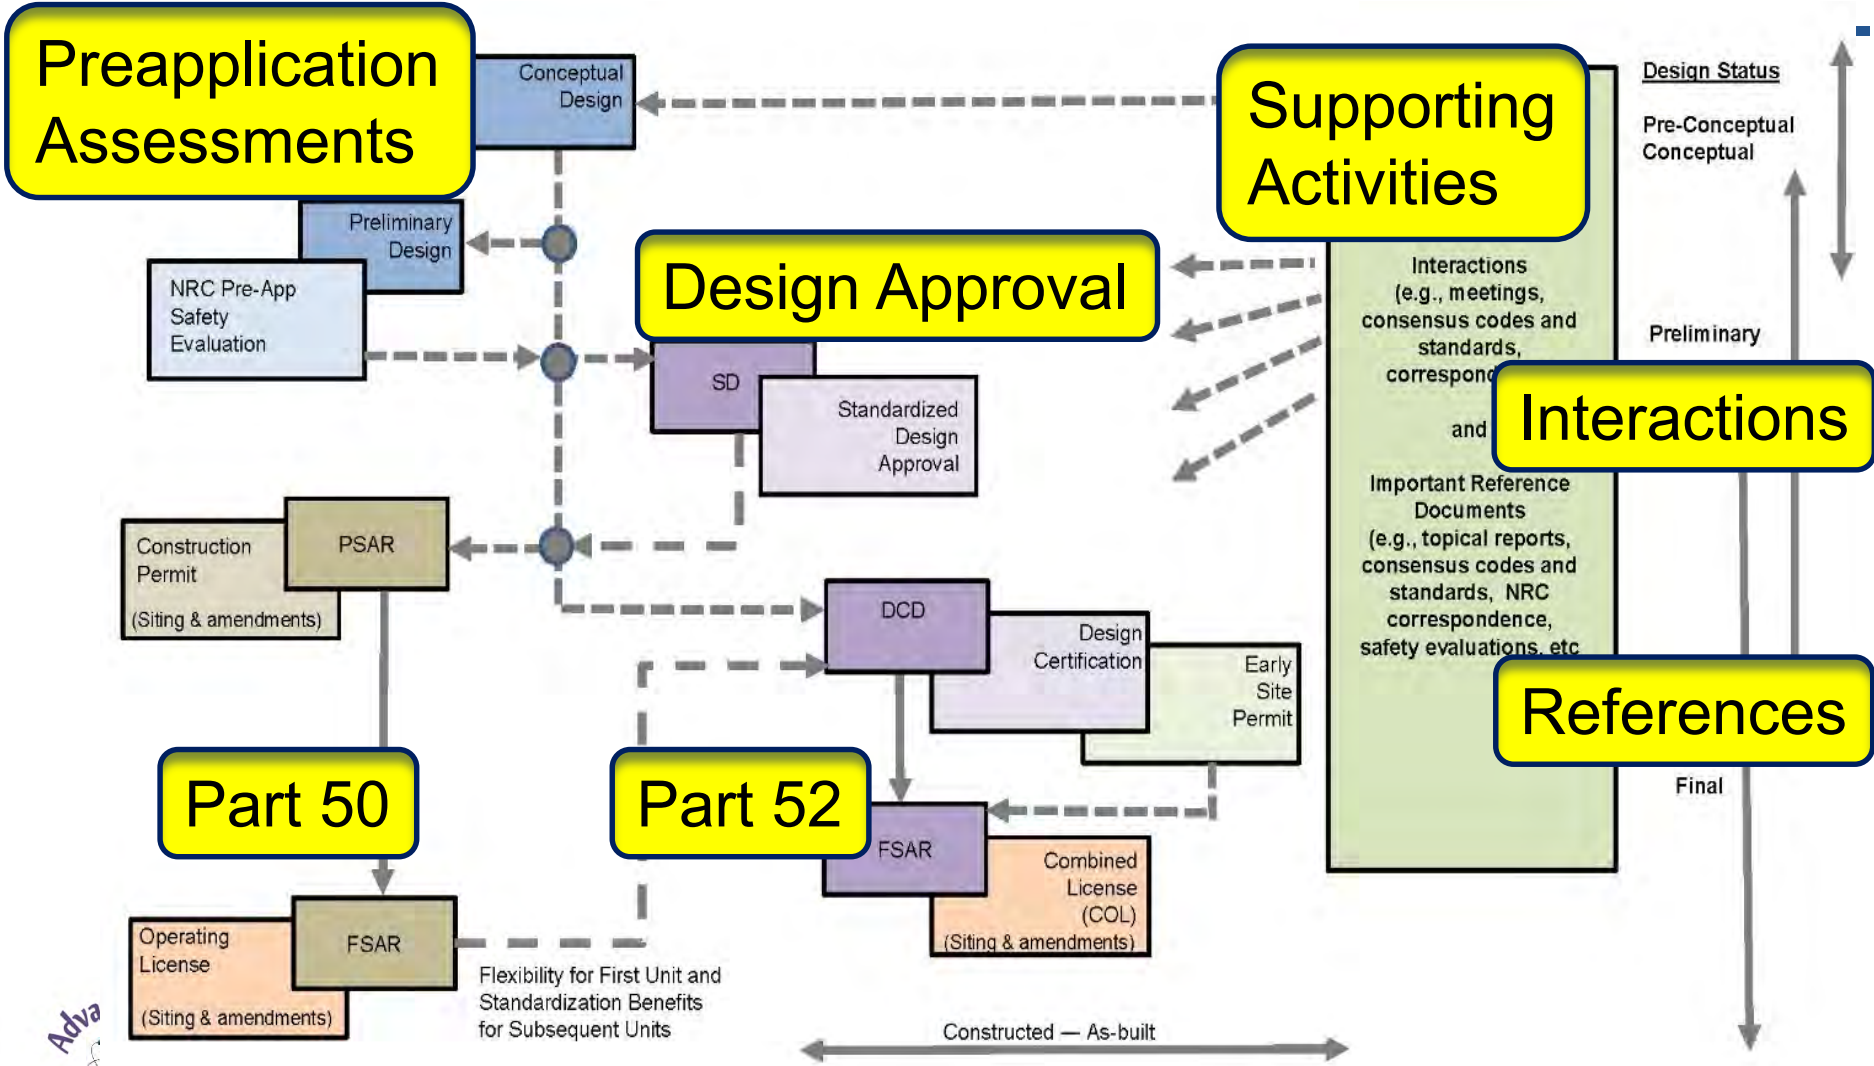 Preapplication
Assessments
Conceptual
Design
Supporting
Activities
Design Status
Pre-Conceptual
Conceptual
Preliminary
Design
NRC Pre-App
Safety
Evaluation
Design Approval
Interactions
(e.g., meetings,
consensus codes and
standards,
correspond
and
Preliminary
Interactions
SD
Standardized
Design
Approval
Important Reference
Documents
(e.g., topical reports,
consensus codes and
standards, NRC
correspondence,
safety evaluations, etc
Construction
Permit
(Siting & amendments)
PSAR
DCD
Design
Certification
Early
Site
Permit
References
Final
Part 50
Part 52
FSAR
Combined
License
(COL)
(Siting & amendments)
Operating
License
(Siting & amendments)
FSAR
Flexibility for First Unit and
Standardization Benefits
for Subsequent Units
Constructed — As-built
Adva